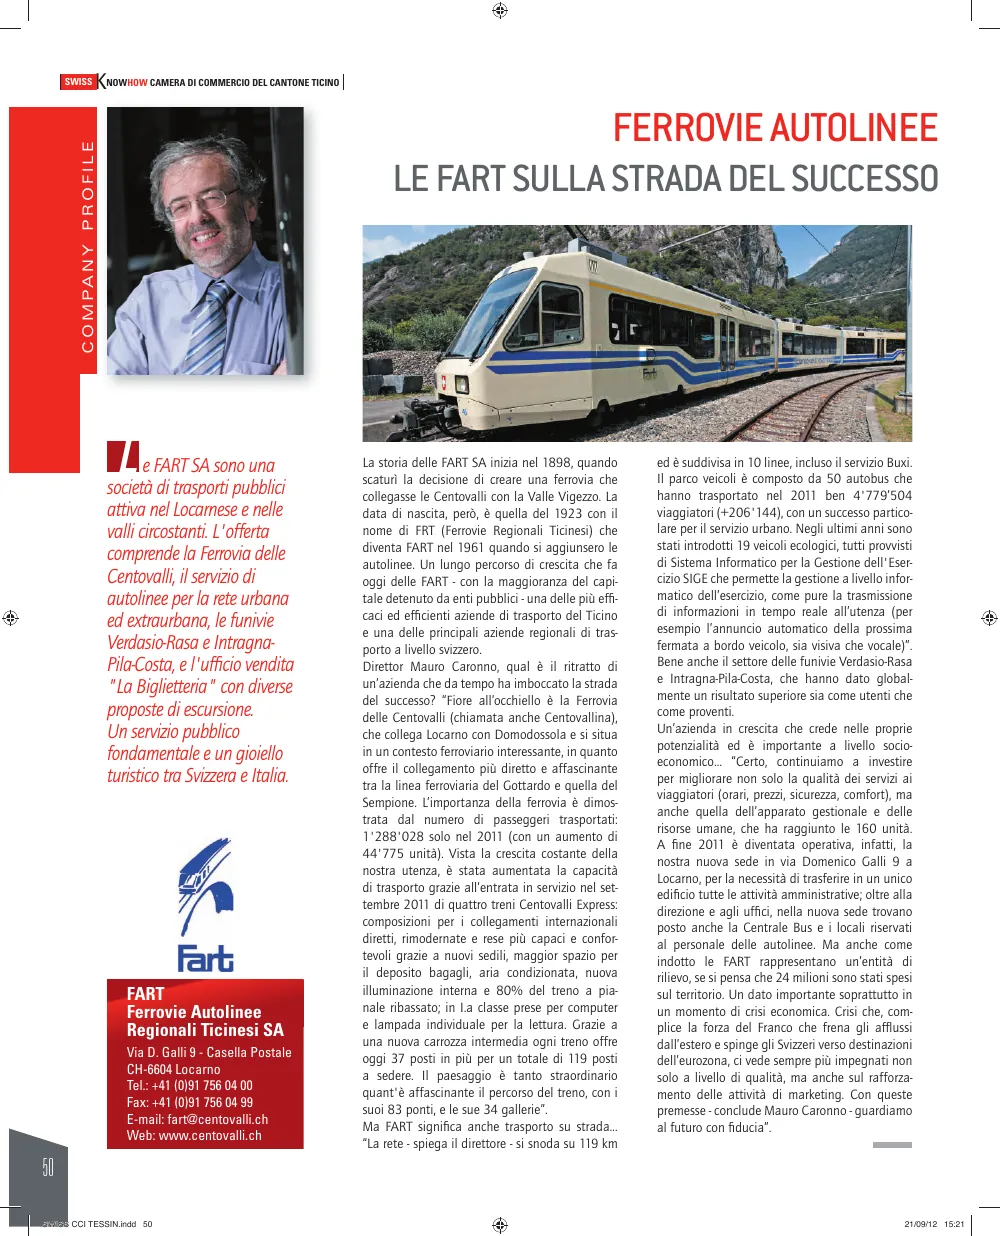 SWISS KNOWHOW CAMERA DI COMMERCIO DEL CANTONE TICINO
COMPANY PROFILE
FERROVIE AUTOLINEE
LE FART SULLA STRADA DEL SUCCESSO
Le FART SA sono una
società di trasporti pubblici
attiva nel Locarnese e nelle
valli circostanti. L'offerta
comprende la Ferrovia delle
Centovalli, il servizio di
autolinee per la rete urbana
ed extraurbana, le funivie
Verdasio-Rasa e Intragna-
Pila-Costa, e l'ufficio vendita
"La Biglietteria" con diverse
proposte di escursione.
Un servizio pubblico
fondamentale e un gioiello
turistico tra Svizzera e Italia.
Fart
FART
Ferrovie Autolinee
Regionali Ticinesi SA
Via D. Galli 9 - Casella Postale
CH-6604 Locarno
Tel.: +41 (0)91 756 04 00
Fax: +41 (0)91 756 04 99
E-mail: fart@centovalli.ch
Web: www.centovalli.ch
Fart
La storia delle FART SA inizia nel 1898, quando
scaturì la decisione di creare una ferrovia che
collegasse le Centovalli con la Valle Vigezzo. La
data di nascita, però, è quella del 1923 con il
nome di FRT (Ferrovie Regionali Ticinesi) che
diventa FART nel 1961 quando si aggiunsero le
autolinee. Un lungo percorso di crescita che fa
oggi delle FART - con la maggioranza del capi-
tale detenuto da enti pubblici - una delle più effi-
caci ed efficienti aziende di trasporto del Ticino
e una delle principali aziende regionali di tras-
porto a livello svizzero.
Direttor Mauro Caronno, qual è il ritratto di
un'azienda che da tempo ha imboccato la strada
del successo? "Fiore all'occhiello è la Ferrovia
delle Centovalli (chiamata anche Centovallina),
che collega Locarno con Domodossola e si situa
in un contesto ferroviario interessante, in quanto
offre il collegamento più diretto e affascinante
tra la linea ferroviaria del Gottardo e quella del
Sempione. L'importanza della ferrovia è dimos-
trata dal numero di passeggeri trasportati:
1'288'028 solo nel 2011 (con un aumento di
44'775 unità). Vista la crescita costante della
nostra utenza, è stata aumentata la capacità
di trasporto grazie all'entrata in servizio nel set-
tembre 2011 di quattro treni Centovalli Express:
composizioni per i collegamenti internazionali
diretti, rimodernate e rese più capaci e confor-
tevoli grazie a nuovi sedili, maggior spazio per
il deposito bagagli, aria condizionata, nuova
illuminazione interna e 80% del treno a pia-
nale ribassato; in I.a classe prese per computer
e lampada individuale per la lettura. Grazie a
una nuova carrozza intermedia ogni treno offre
oggi 37 posti in più per un totale di 119 posti
a sedere. Il paesaggio è tanto straordinario
quant'è affascinante il percorso del treno, con i
suoi 83 ponti, e le sue 34 gallerie".
Ma FART significa anche trasporto su strada...
"La rete - spiega il direttore - si snoda su 119 km
ed è suddivisa in 10 linee, incluso il servizio Buxi.
Il parco veicoli è composto da 50 autobus che
hanno trasportato nel 2011 ben 4'779'504
viaggiatori (+206'144), con un successo partico-
lare per il servizio urbano. Negli ultimi anni sono
stati introdotti 19 veicoli ecologici, tutti provvisti
di Sistema Informatico per la Gestione dell'Eser-
cizio SIGE che permette la gestione a livello infor-
matico dell'esercizio, come pure la trasmissione
di informazioni in tempo reale all'utenza (per
esempio l'annuncio automatico della prossima
fermata a bordo veicolo, sia visiva che vocale)".
Bene anche il settore delle funivie Verdasio-Rasa
e Intragna-Pila-Costa, che hanno dato global-
mente un risultato superiore sia come utenti che
come proventi.
Un'azienda in crescita che crede nelle proprie
potenzialità ed è importante a livello socio-
economico... "Certo, continuiamo a investire
per migliorare non solo la qualità dei servizi ai
viaggiatori (orari, prezzi, sicurezza, comfort), ma
anche quella dell'apparato gestionale e delle
risorse umane, che ha raggiunto le 160 unità.
A fine 2011 è diventata operativa, infatti, la
nostra nuova sede in via Domenico Galli 9 a
Locarno, per la necessità di trasferire in un unico
edificio tutte le attività amministrative; oltre alla
direzione e agli uffici, nella nuova sede trovano
posto anche la Centrale Bus e i locali riservati
al personale delle autolinee. Ma anche come
indotto le FART rappresentano un'entità di
rilievo, se si pensa che 24 milioni sono stati spesi
sul territorio. Un dato importante soprattutto in
un momento di crisi economica. Crisi che, com-
plice la forza del Franco che frena gli afflussi
dall'estero e spinge gli Svizzeri verso destinazioni
dell'eurozona, ci vede sempre più impegnati non
solo a livello di qualità, ma anche sul rafforza-
mento delle attività di marketing. Con queste
premesse - conclude Mauro Caronno - guardiamo
al futuro con fiducia".
50
CCI TESSIN.indd 50
21/09/12 15:21